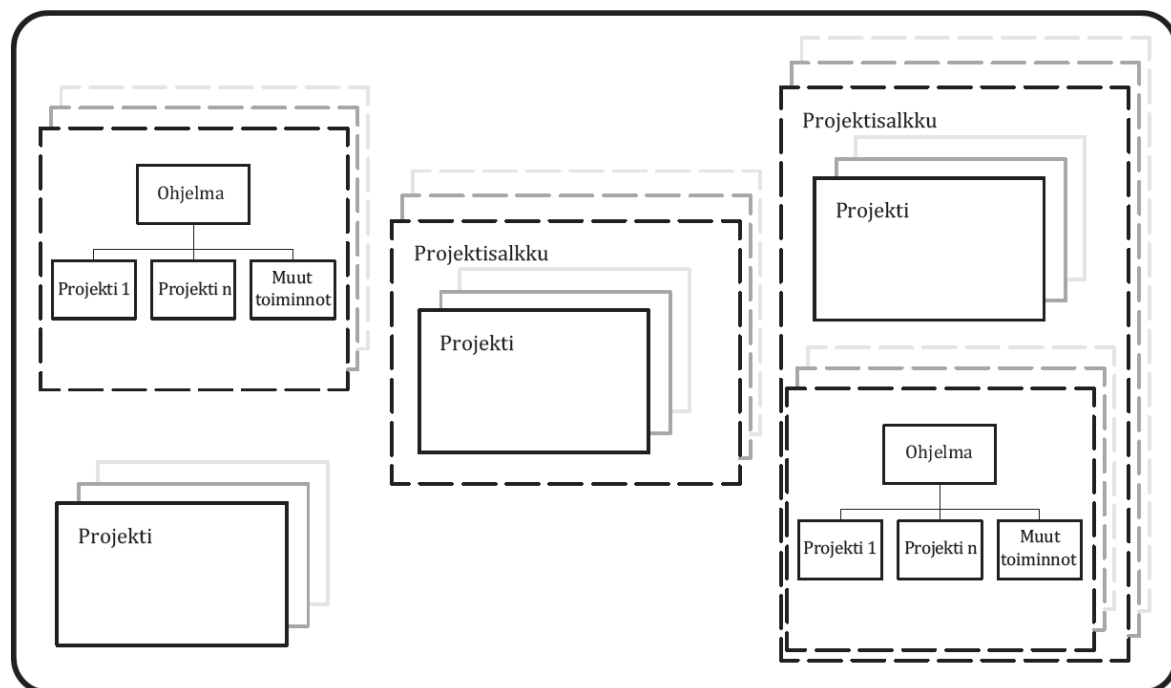 Ohjelma
Projekti 1
Projekti n
Muut
toiminnot
Projekti
Projektisalkku
Projekti
Projektisalkku
Projekti
Ohjelma
Projekti 1
Projekti n
Muut
toiminnot